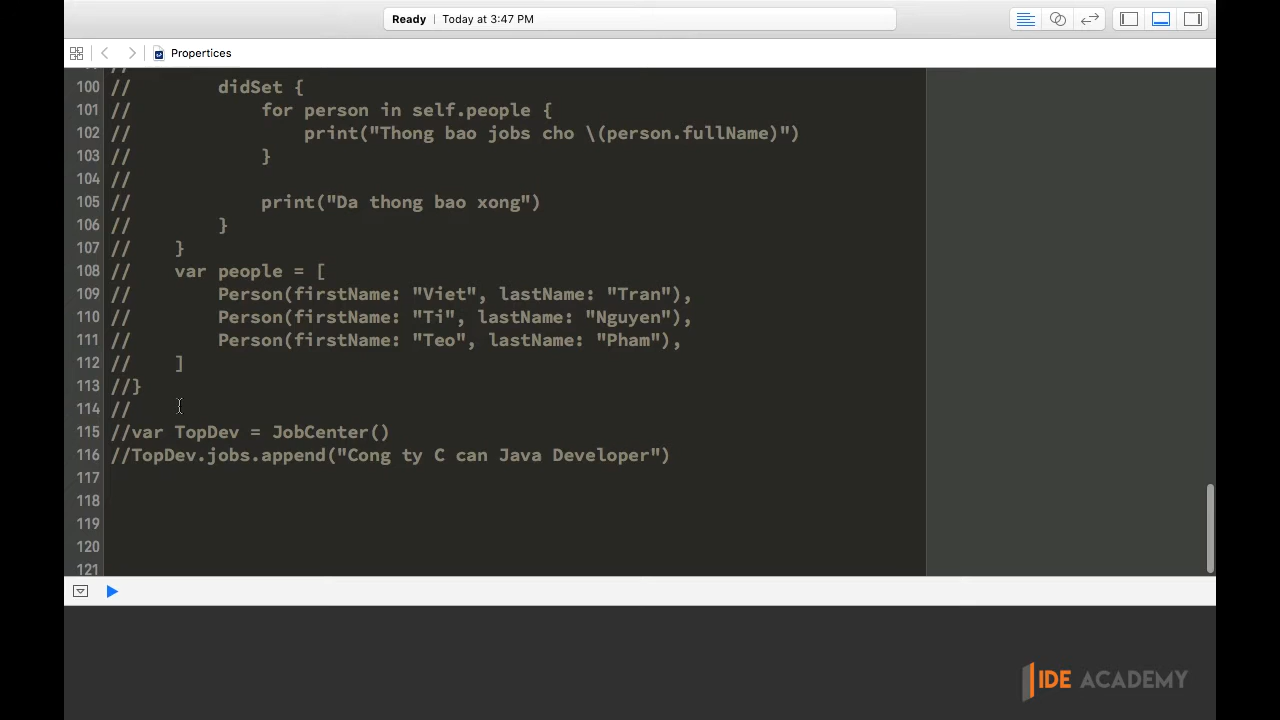 Ready | Today at 3:47 PM
Propertices
//
100 // didSet {
101 // for person in self.people {
102 // print("Thong bao jobs cho \(person.fullName)")
103 // }
104 //
105 // print("Da thong bao xong")
106 // }
107 // }
108 // var people = [
109 // Person(firstName: "Viet", lastName: "Tran"),
110 // Person(firstName: "Ti", lastName: "Nguyen"),
111 // Person(firstName: "Teo", lastName: "Pham"),
112 // ]
113 //}
114 //
115 //var TopDev = JobCenter()
116 //TopDev.jobs.append("Cong ty C can Java Developer")
117
118
119
120
121
IDE ACADEMY